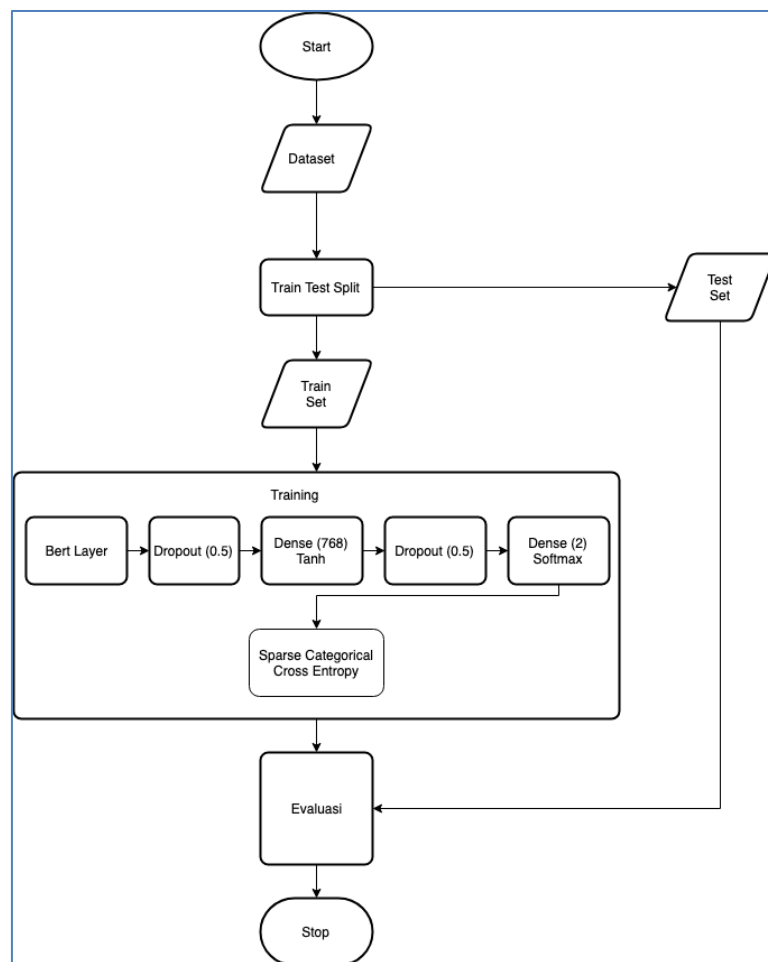 Start
Dataset
Train Test Split
Test
Set
Train
Set
Training
Bert Layer
Dropout (0.5)
Dense (768)
Tanh
Dropout (0.5)
Dense (2)
Softmax
Sparse Categorical
Cross Entropy
Evaluasi
Stop